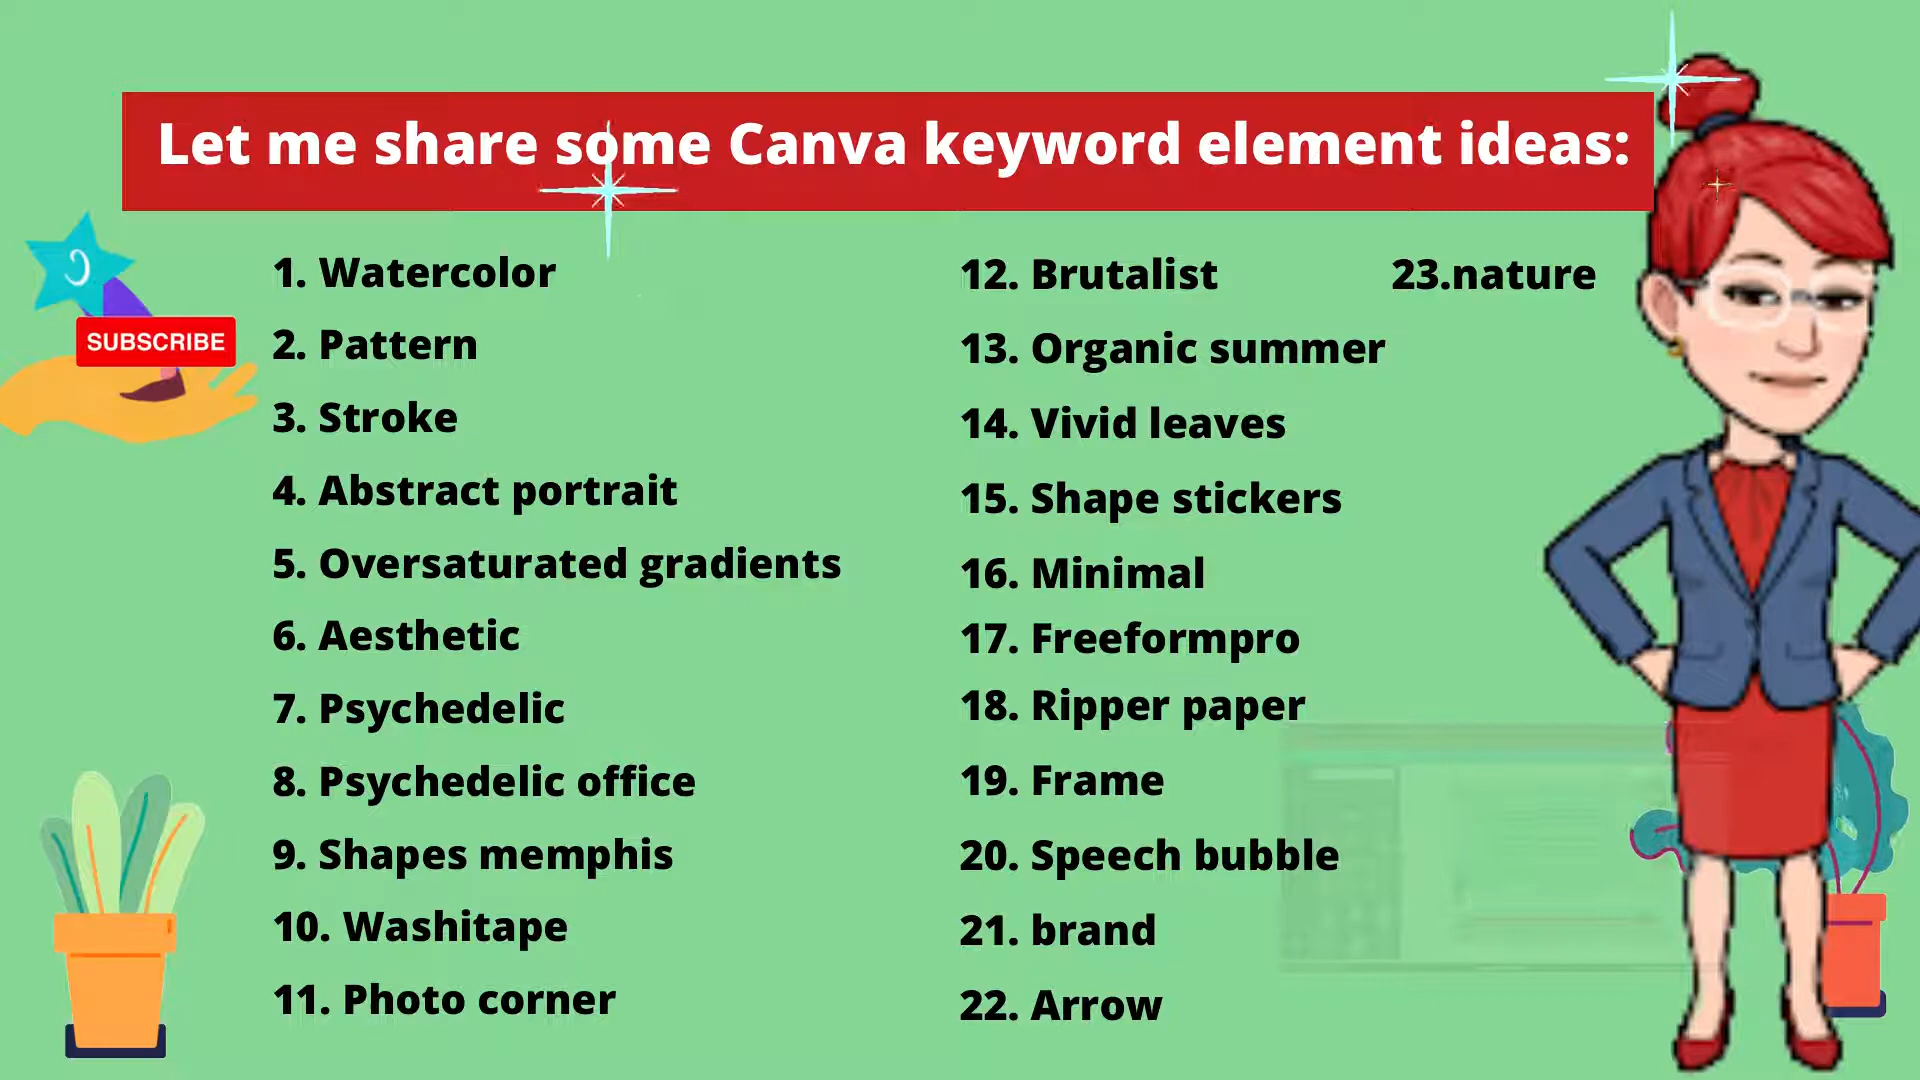 Let me share some Canva keyword element ideas:
SUBSCRIBE
1. Watercolor
2. Pattern
3. Stroke
4. Abstract portrait
5. Oversaturated gradients
6. Aesthetic
7. Psychedelic
8. Psychedelic office
9. Shapes memphis
10. Washitape
11. Photo corner
12. Brutalist
13. Organic summer
14. Vivid leaves
15. Shape stickers
16. Minimal
17. Freeformpro
18. Ripper paper
19. Frame
20. Speech bubble
21. brand
22. Arrow
23.nature